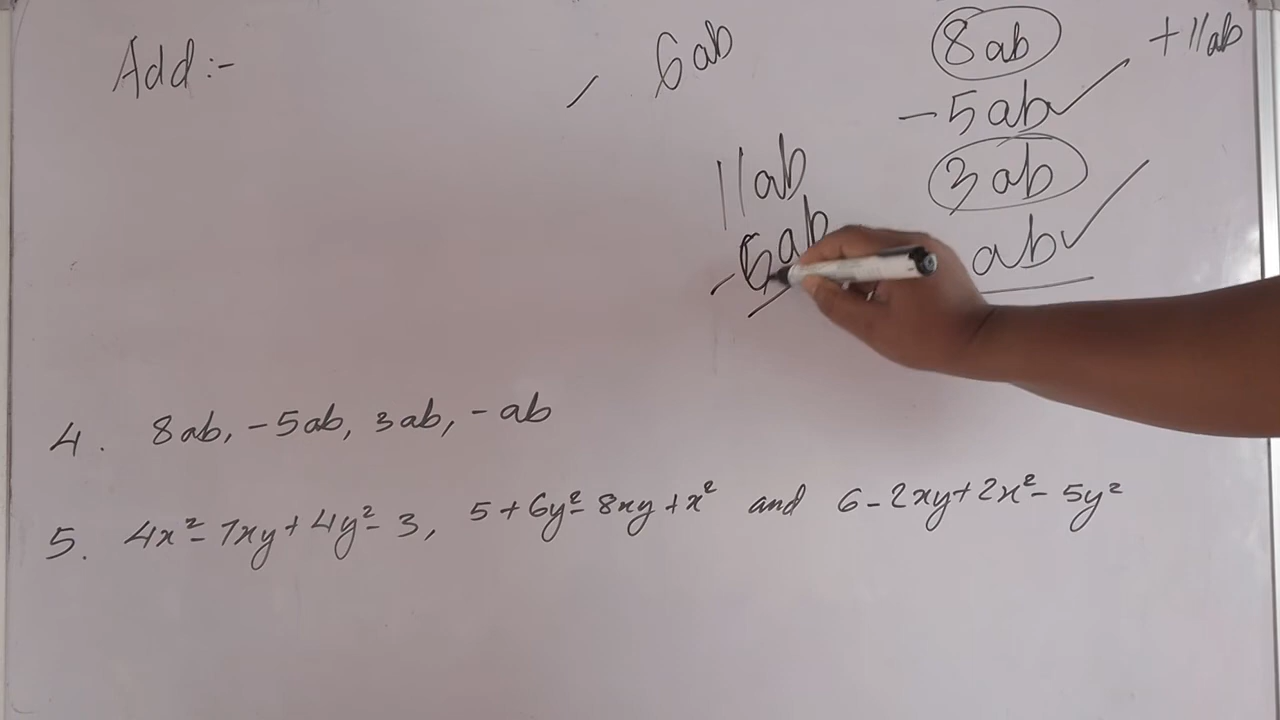 Add :-
6ab
8ab
+11ab
-5ab
11ab
3ab
ab
4. 8ab, -5ab, 3ab, -ab
5. 4x² - 7xy + 4y² - 3, 5 + 6y² - 8xy + x² and 6 - 2xy + 2x² - 5y²